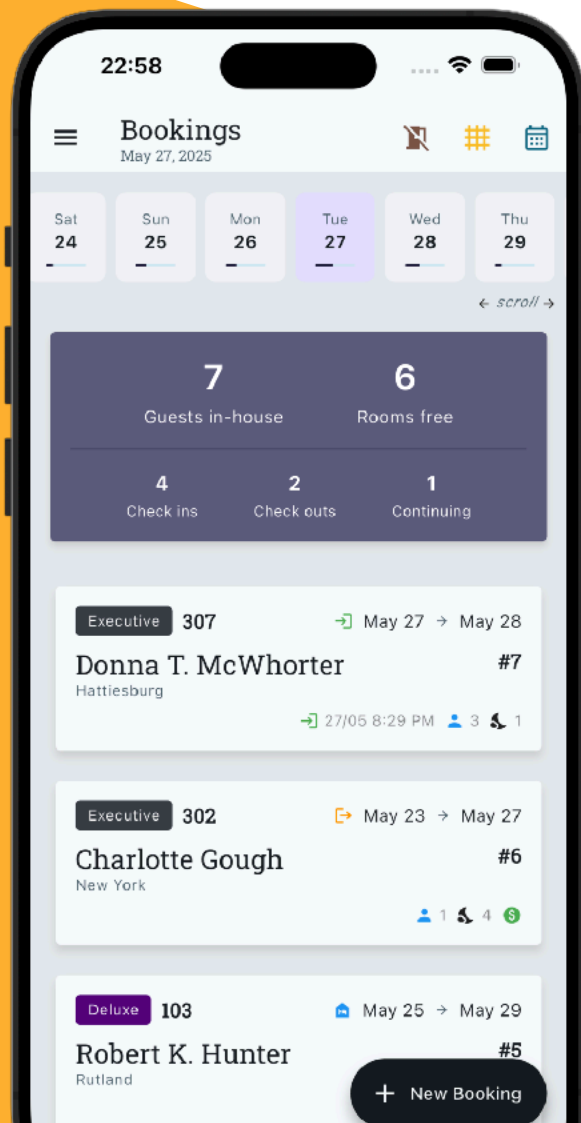 22:58
Bookings
May 27, 2025
Sat Sun Mon Tue Wed Thu
24 25 26 27 28 29
← scroll →
7 6
Guests in-house Rooms free
4 2 1
Check ins Check outs Continuing
Executive 307 May 27 → May 28
Donna T. McWhorter #7
Hattiesburg
27/05 8:29 PM 3 1
Executive 302 May 23 → May 27
Charlotte Gough #6
New York
1 4 $
Deluxe 103 May 25 → May 29
Robert K. Hunter #5
Rutland
+ New Booking